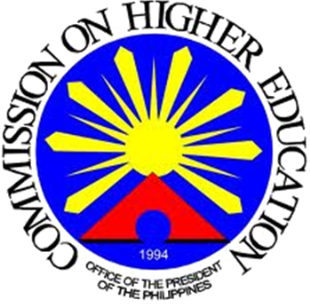 COMMISSION ON HIGHER EDUCATION
1994
OFFICE OF THE PRESIDENT
OF THE PHILIPPINES